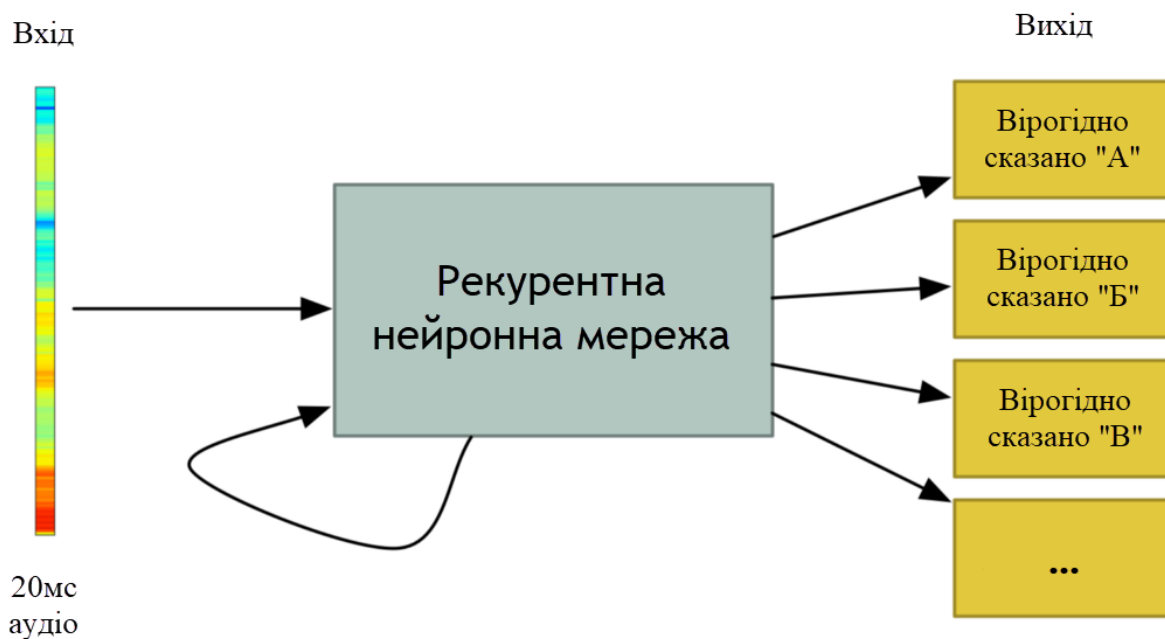 Вхід
Вихід
Вірогідно
сказано "А"
Вірогідно
сказано "Б"
Рекурентна
нейронна мережа
Вірогідно
сказано "В"
...
20мс
аудіо